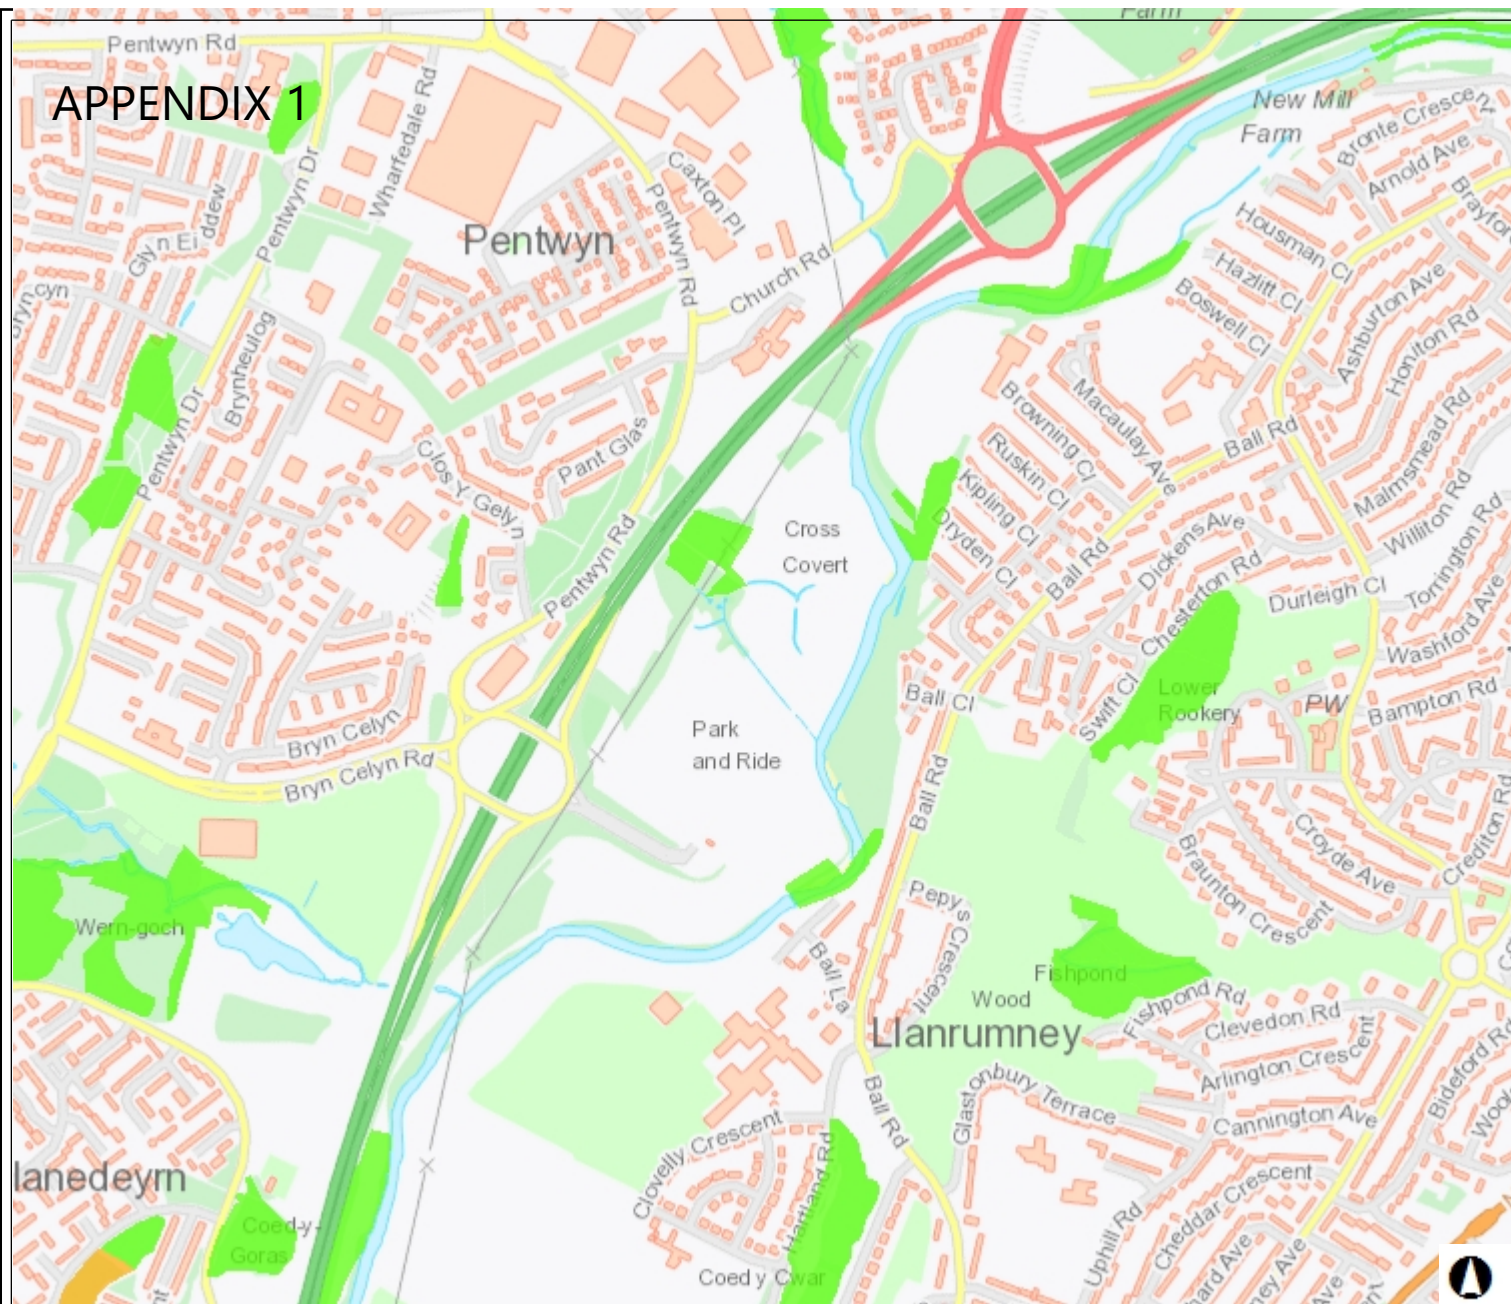 Farm
Pentwyn Rd
APPENDIX 1
Wharfedale Rd
New Mill
Farm
Bronte Crescent
Arnold Ave
Caxton Pl
Pentwyn Dr
Glyn Eiddew
Pentwyn
Pentwyn Rd
Church Rd
Housman Cl
Hazlitt Cl
Boswell Cl
Ashburton Ave
Honiton Rd
Brynheulog
Pentwyn Dr
Pant Glas
Clos Y Gelyn
Browning Cl
Macaulay Ave
Ball Rd
Ruskin Cl
Kipling Cl
Malmsmead Rd
Williton Rd
Torrington Rd
Cross
Covert
Dryden Cl
Ball Rd
Dickens Ave
Chesterton Rd
Durleigh Cl
Washford Ave
Pentwyn Rd
Swift Cl
Lower
Rookery
PW
Bampton Rd
Ball Cl
Park
and Ride
Bryn Celyn
Bryn Celyn Rd
Ball Rd
Croyde Ave
Crediton Rd
Braunton Crescent
Wern-goch
Pepys Crescent
Ball La
Fishpond
Wood
Fishpond Rd
Clevedon Rd
Llanrumney
Arlington Crescent
Bideford Rd
Glastonbury Terrace
Cannington Ave
Ball Rd
Clovelly Crescent
Hartland Rd
lanedeyrn
Cheddar Crescent
Uphill Rd
Coed-y-
Goras
Coed y Cwar